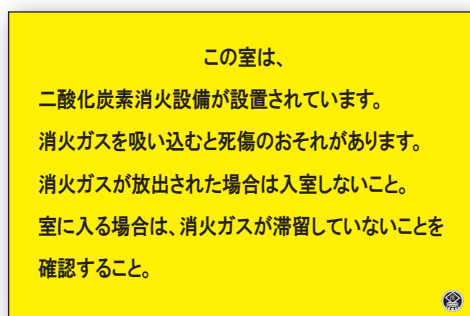 この室は、
二酸化炭素消火設備が設置されています。
消火ガスを吸い込むと死傷のおそれがあります。
消火ガスが放出された場合は入室しないこと。
室に入る場合は、消火ガスが滞留していないことを
確認すること。